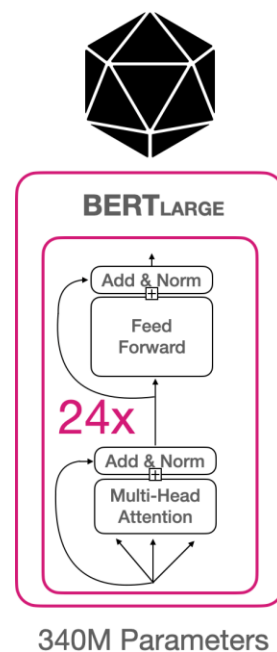 BERTLARGE
Add & Norm
Feed
Forward
24x
Add & Norm
Multi-Head
Attention
340M Parameters